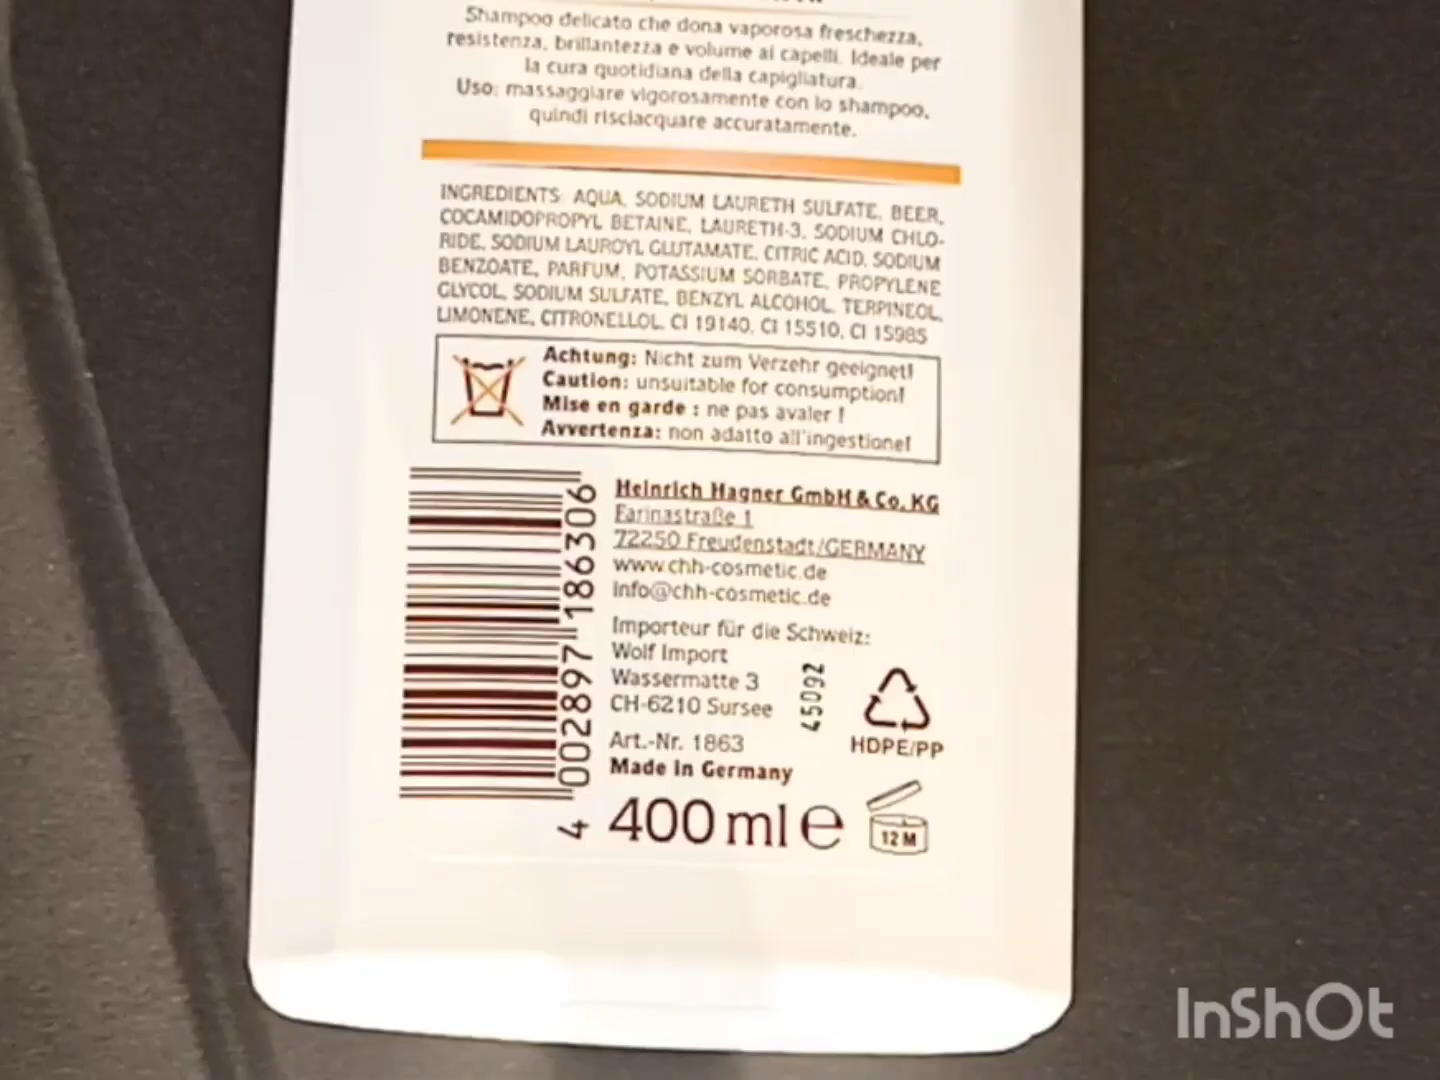 Shampoo delicato che dona vaporosa freschezza,
resistenza, brillantezza e volume ai capelli. Ideale per
la cura quotidiana della capigliatura.
Uso: massaggiare vigorosamente con lo shampoo,
quindi risciacquare accuratamente.
INGREDIENTS: AQUA, SODIUM LAURETH SULFATE, BEER,
COCAMIDOPROPYL BETAINE, LAURETH-3, SODIUM CHLO-
RIDE, SODIUM LAUROYL GLUTAMATE, CITRIC ACID, SODIUM
BENZOATE, PARFUM, POTASSIUM SORBATE, PROPYLENE
GLYCOL, SODIUM SULFATE, BENZYL ALCOHOL, TERPINEOL,
LIMONENE, CITRONELLOL, CI 19140, CI 15510, CI 15985
Achtung: Nicht zum Verzehr geeignet!
Caution: unsuitable for consumption!
Mise en garde : ne pas avaler !
Avvertenza: non adatto all'ingestione!
4 002897 186306
Heinrich Hagner GmbH & Co. KG
Farinastraße 1
72250 Freudenstadt/GERMANY
www.chh-cosmetic.de
info@chh-cosmetic.de
Importeur für die Schweiz:
Wolf Import
Wassermatte 3
CH-6210 Sursee
45092
HDPE/PP
Art.-Nr. 1863
Made in Germany
400 ml e
12 M
InShOt